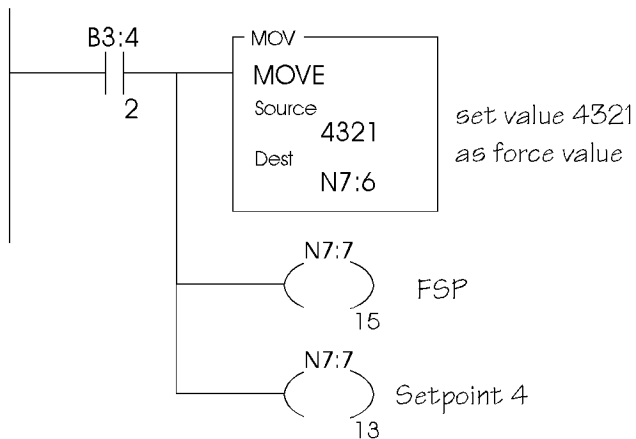 B3:4
2
MOV
MOVE
Source
4321
Dest
N7:6
set value 4321
as force value
N7:7
FSP
15
N7:7
Setpoint 4
13